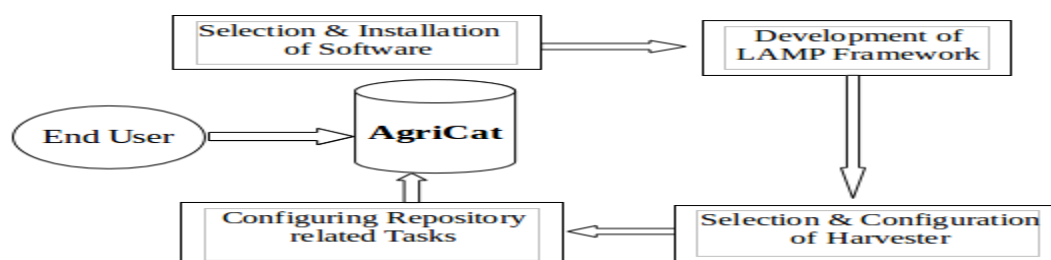 Selection & Installation
of Software
Development of
LAMP Framework
End User
AgriCat
Configuring Repository
related Tasks
Selection & Configuration
of Harvester